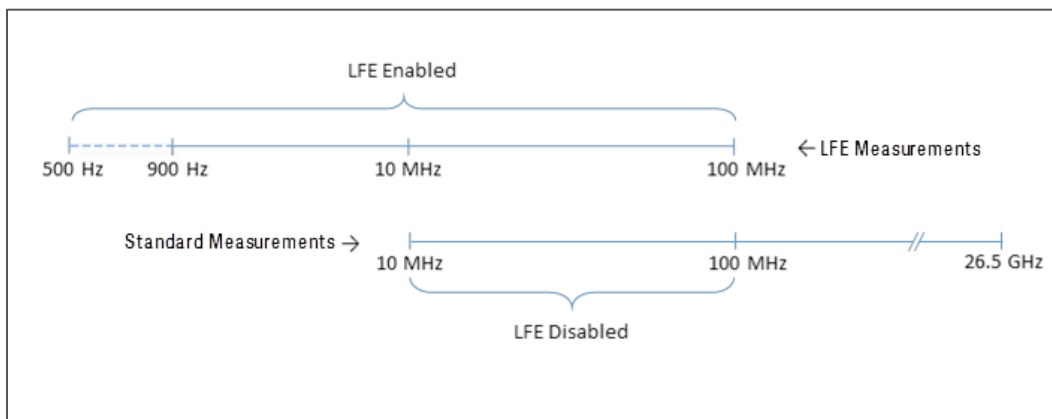 LFE Enabled
500 Hz 900 Hz 10 MHz 100 MHz ← LFE Measurements
Standard Measurements →
10 MHz 100 MHz 26.5 GHz
LFE Disabled